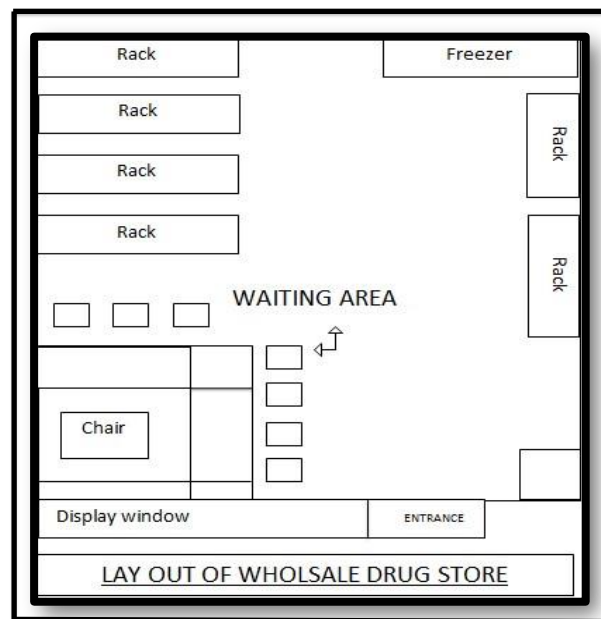 Rack
Freezer
Rack
Rack
Rack
Rack
Rack
WAITING AREA
Chair
Display window
ENTRANCE
LAY OUT OF WHOLSALE DRUG STORE